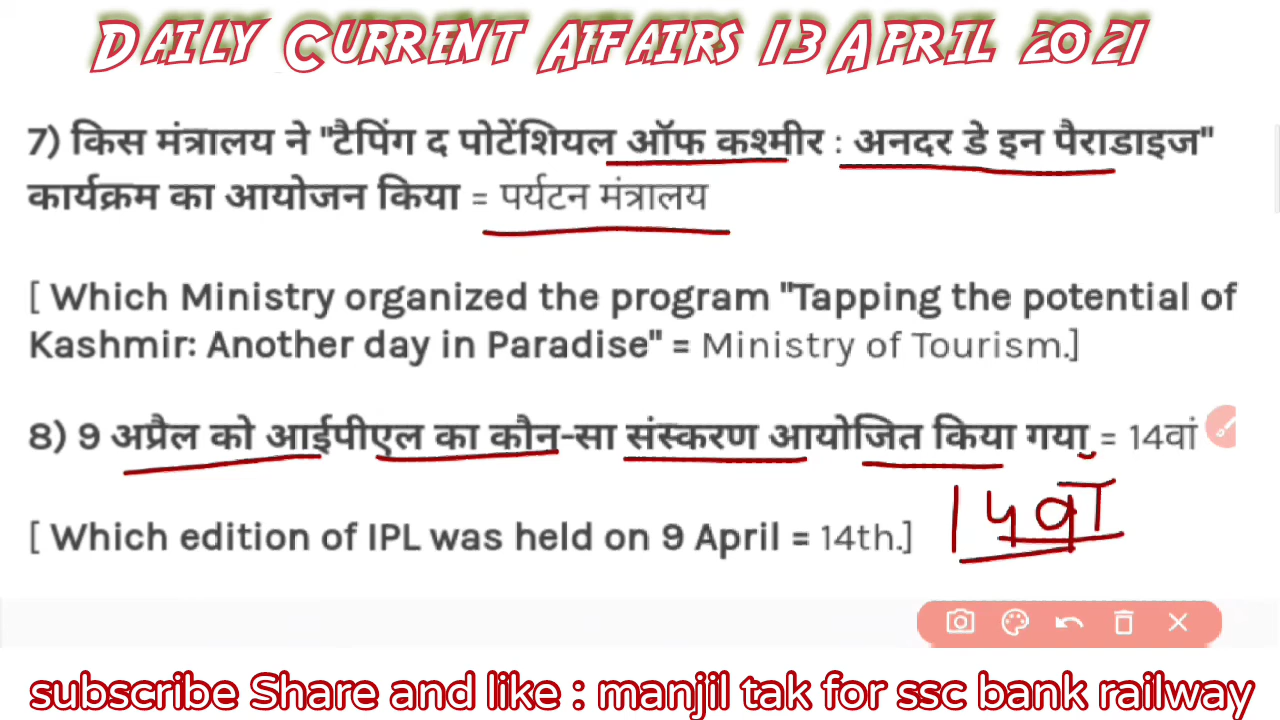 DAILY CURRENT AFFAIRS 13 APRIL 2021
7) किस मंत्रालय ने "टैपिंग द पोटेंशियल ऑफ कश्मीर : अनदर डे इन पैराडाइज"
कार्यक्रम का आयोजन किया = पर्यटन मंत्रालय
[ Which Ministry organized the program "Tapping the potential of
Kashmir: Another day in Paradise" = Ministry of Tourism.]
8) 9 अप्रैल को आईपीएल का कौन-सा संस्करण आयोजित किया गया = 14वां
[ Which edition of IPL was held on 9 April = 14th.]
14वां
subscribe Share and like : manjil tak for ssc bank railway